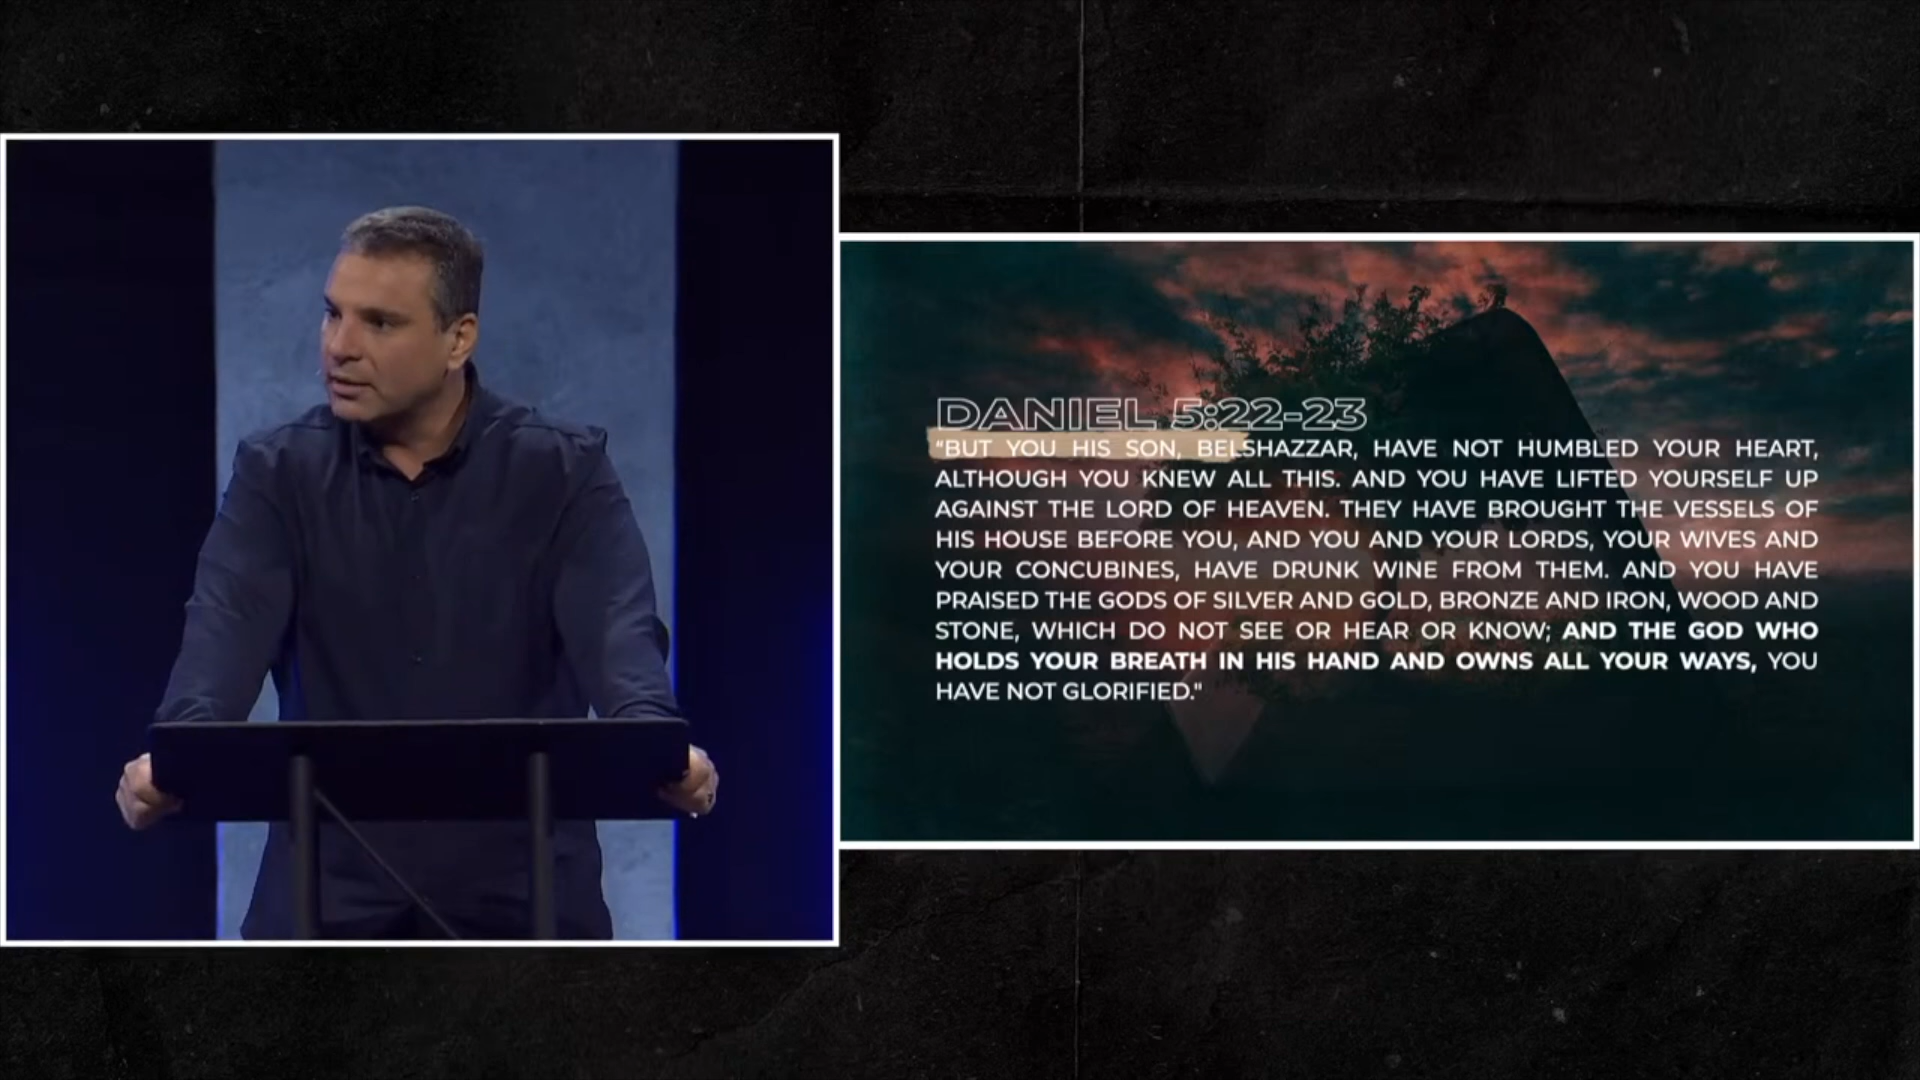 DANIEL 5:22-23
“BUT YOU HIS SON, BELSHAZZAR, HAVE NOT HUMBLED YOUR HEART,
ALTHOUGH YOU KNEW ALL THIS. AND YOU HAVE LIFTED YOURSELF UP
AGAINST THE LORD OF HEAVEN. THEY HAVE BROUGHT THE VESSELS OF
HIS HOUSE BEFORE YOU, AND YOU AND YOUR LORDS, YOUR WIVES AND
YOUR CONCUBINES, HAVE DRUNK WINE FROM THEM. AND YOU HAVE
PRAISED THE GODS OF SILVER AND GOLD, BRONZE AND IRON, WOOD AND
STONE, WHICH DO NOT SEE OR HEAR OR KNOW; AND THE GOD WHO
HOLDS YOUR BREATH IN HIS HAND AND OWNS ALL YOUR WAYS, YOU
HAVE NOT GLORIFIED."